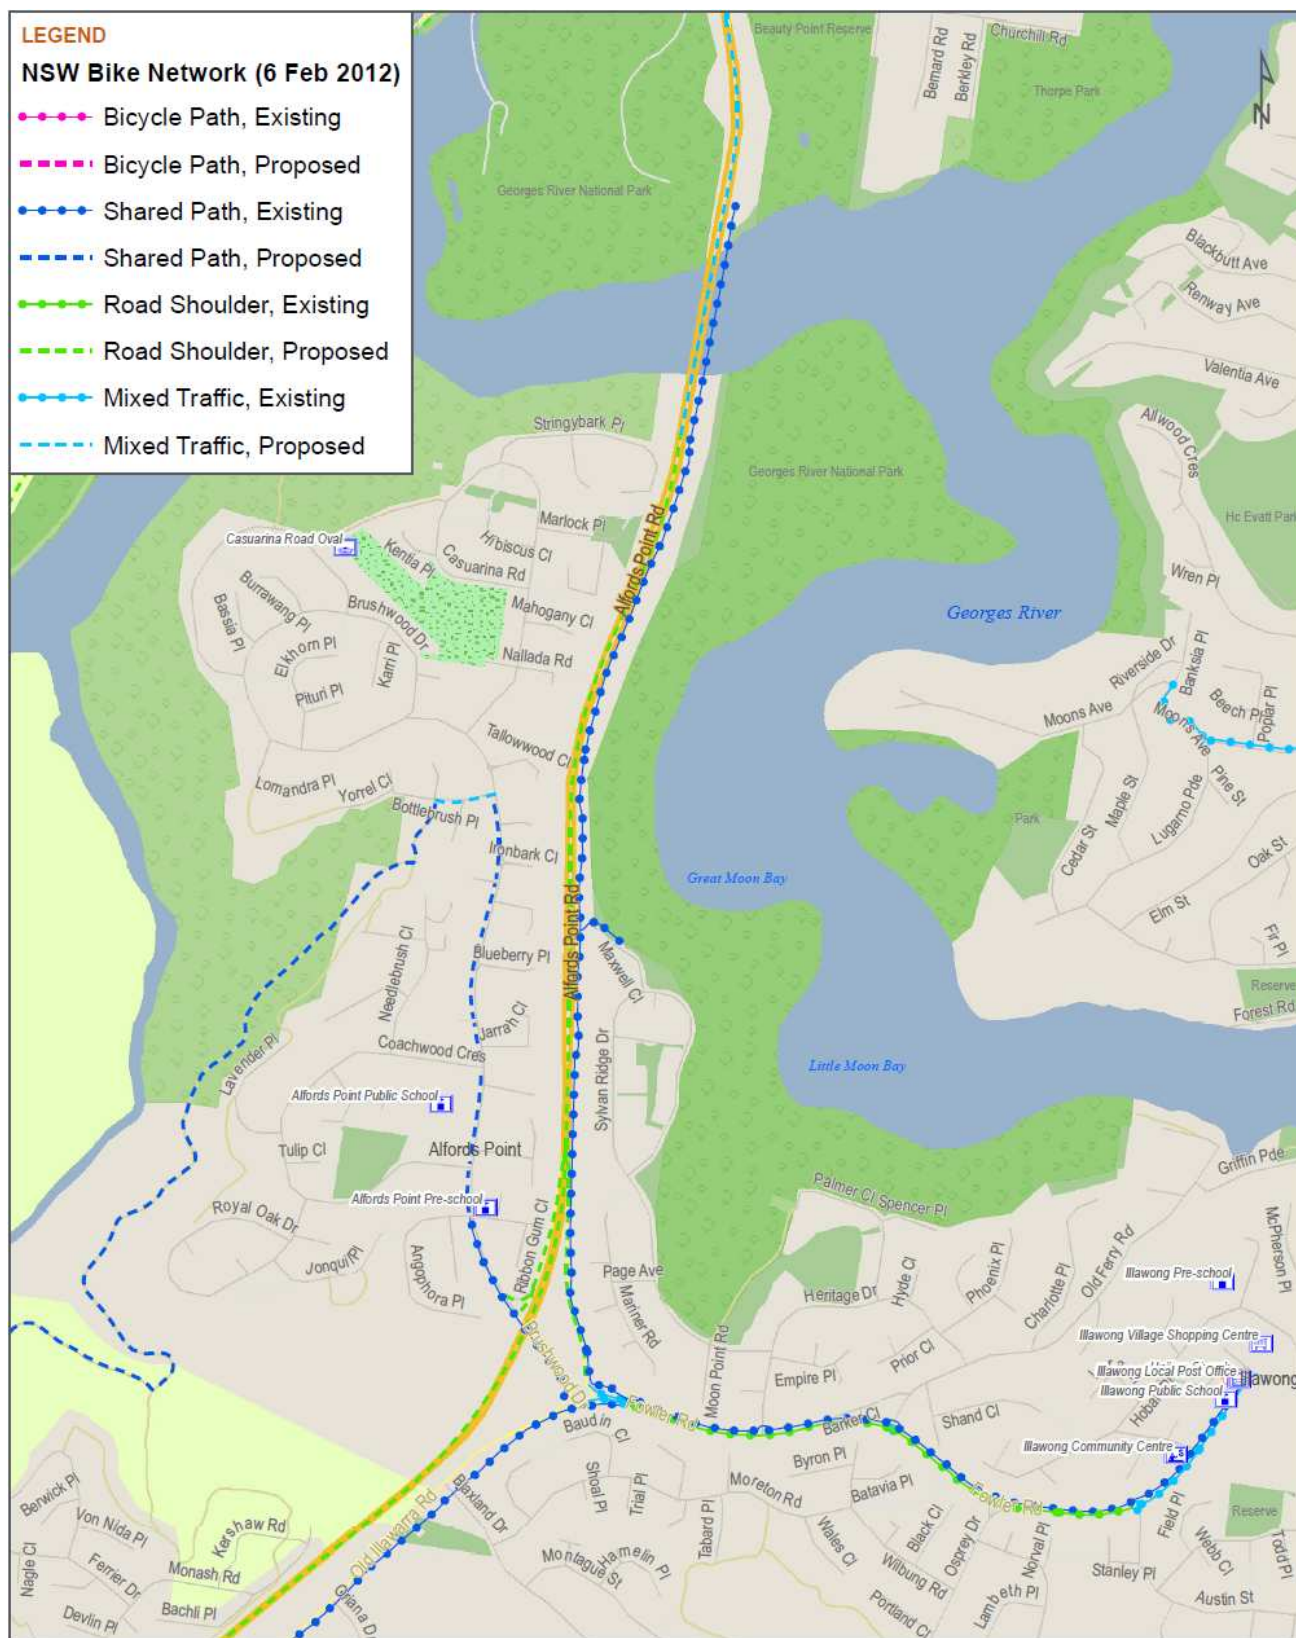 LEGEND
NSW Bike Network (6 Feb 2012)
Bicycle Path, Existing
Bicycle Path, Proposed
Shared Path, Existing
Shared Path, Proposed
Road Shoulder, Existing
Road Shoulder, Proposed
Mixed Traffic, Existing
Mixed Traffic, Proposed
Beauty Point Reserve
Bernard Rd
Berkley Rd
Churchill Rd
Thorpe Park
N
Georges River National Park
Blackbutt Ave
Renway Ave
Valentia Ave
Allwood Cres
Stringybark Pl
Georges River National Park
Hc Evatt Park
Marlock Pl
Hibiscus Cl
Casuarina Road Oval
Kentia Pl
Casuarina Rd
Alfords Point Rd
Wren Pl
Burrawang Pl
Bassia Pl
Brushwood Dr
Mahogany Cl
Georges River
Elkhorn Pl
Karri Pl
Nallada Rd
Riverside Dr
Banksia Pl
Pituri Pl
Moons Ave
Beech Pl
Poplar Pl
Moons Ave
Tallowwood Cl
Lomandra Pl
Yorrel Cl
Bottlebrush Pl
Pine St
Maple St
Lugarno Pde
Park
Cedar St
Oak St
Ironbark Cl
Great Moon Bay
Elm St
Fir Pl
Alfords Point Rd
Needlebrush Cl
Blueberry Pl
Maxwell Cl
Reserve
Forest Rd
Jarrah Cl
Lavender Pl
Coachwood Cres
Sylvan Ridge Dr
Little Moon Bay
Alfords Point Public School
Tulip Cl
Alfords Point
Griffin Pde
Palmer Cl
Spencer Pl
Alfords Point Pre-school
Royal Oak Dr
Jonquil Pl
Angophora Pl
Ribbon Gum Cl
Page Ave
Mariner Rd
Heritage Dr
Hyde Cl
Phoenix Pl
Charlotte Pl
Old Ferry Rd
McPherson Pl
Illawong Pre-school
Illawong Village Shopping Centre
Brushwood Dr
Moon Point Rd
Empire Pl
Prior Cl
Illawong Local Post Office
Illawong
Illawong Public School
Fowler Rd
Barker Cl
Shand Cl
Baudin Cl
Illawong Community Centre
Byron Pl
Berwick Pl
Von Nida Pl
Kershaw Rd
Old Illawarra Rd
Blaxland Dr
Shoal Pl
Trial Pl
Moreton Rd
Batavia Pl
Fowler Rd
Field Pl
Reserve
Nagle Cl
Ferrier Dr
Monash Rd
Tabard Pl
Wales Cl
Black Cl
Osprey Dr
Norval Pl
Webb Cl
Todd Pl
Montague St
Hamelin Pl
Wilbung Rd
Stanley Pl
Devlin Pl
Bachli Pl
Griana Dr
Portland Cl
Lambeth Pl
Austin St